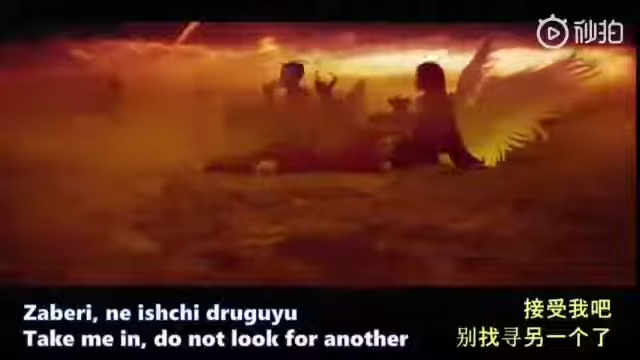 秒拍
Zaberi, ne ishchi druguyu
Take me in, do not look for another
接受我吧
别找寻另一个了